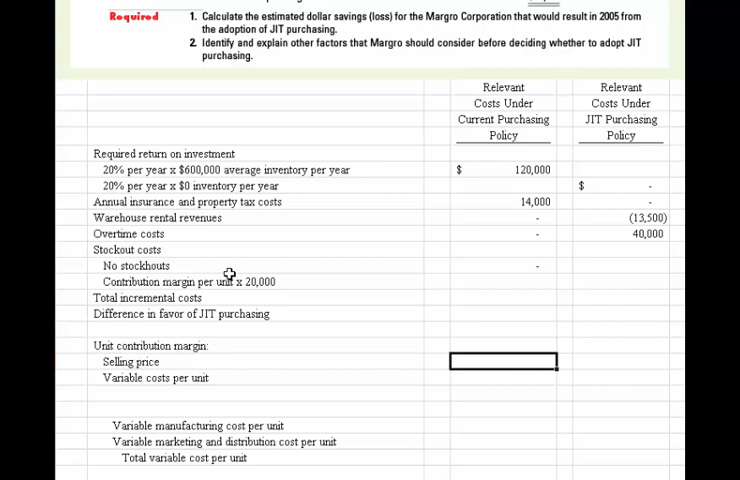 Required 1. Calculate the estimated dollar savings (loss) for the Margro Corporation that would result in 2005 from
the adoption of JIT purchasing.
2. Identify and explain other factors that Margro should consider before deciding whether to adopt JIT
purchasing.
Relevant Relevant
Costs Under Costs Under
Current Purchasing JIT Purchasing
Policy Policy
Required return on investment
20% per year x $600,000 average inventory per year $ 120,000
20% per year x $0 inventory per year $ -
Annual insurance and property tax costs 14,000 -
Warehouse rental revenues - (13,500)
Overtime costs - 40,000
Stockout costs
No stockhouts -
Contribution margin per unit x 20,000
Total incremental costs
Difference in favor of JIT purchasing
Unit contribution margin:
Selling price
Variable costs per unit
Variable manufacturing cost per unit
Variable marketing and distribution cost per unit
Total variable cost per unit